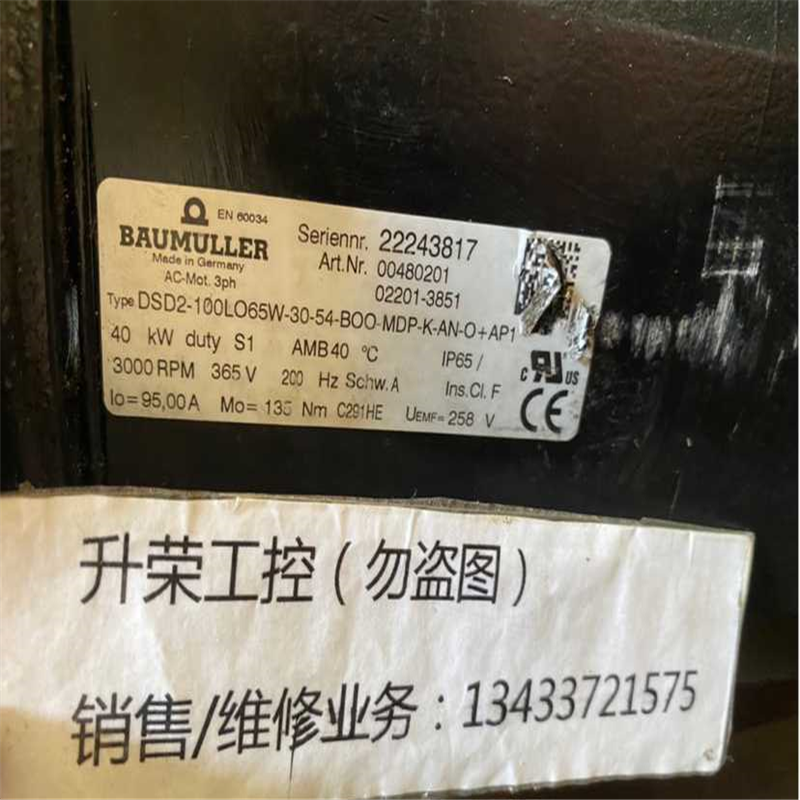 EN 60034
BAUMULLER
Made in Germany
AC-Mot. 3ph
Seriennr. 22243817
Art.Nr. 00480201
02201-3851
Type DSD2-100LO65W-30-54-BOO-MDP-K-AN-O+AP1
40 kW duty S1 AMB 40 °C IP65 /
3000 RPM 365 V 200 Hz Schw.A Ins.Cl. F
Io= 95,00A Mo= 135 Nm C291HE UEMF= 258 V
c UR US
CE
升荣工控（勿盗图）
销售/维修业务：13433721575